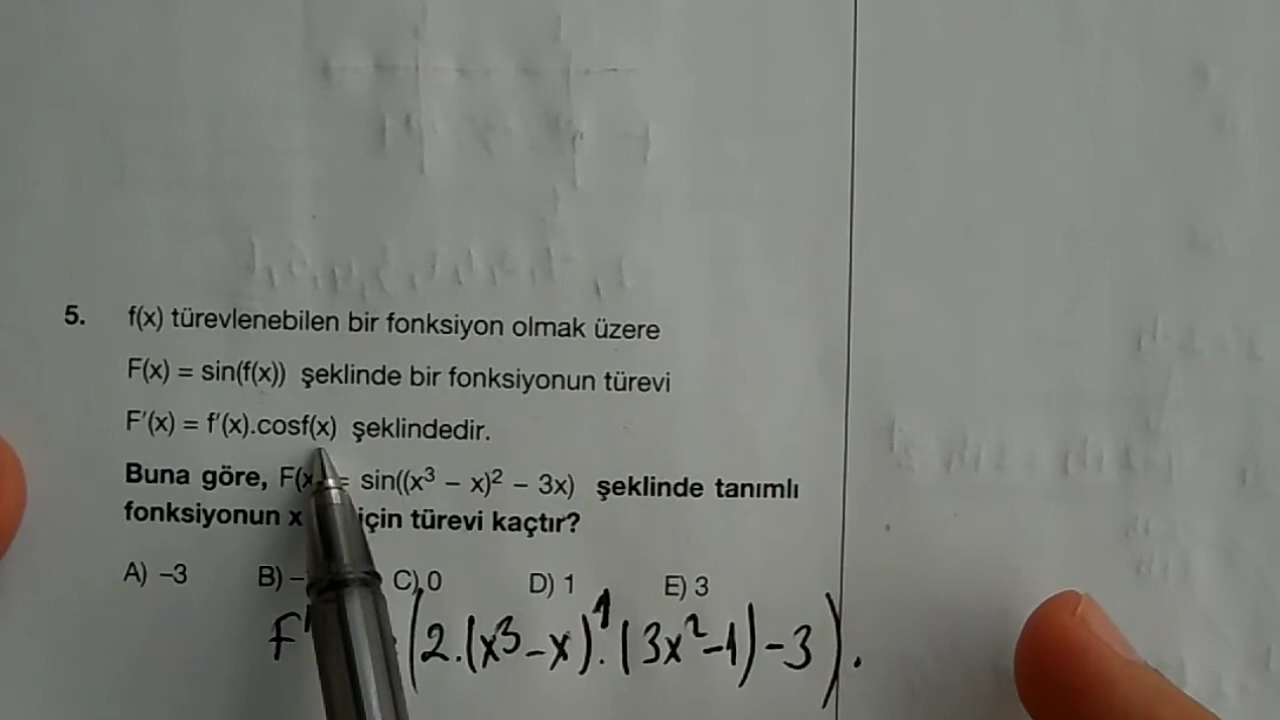 5. f(x) türevlenebilen bir fonksiyon olmak üzere
F(x) = sin(f(x)) şeklinde bir fonksiyonun türevi
F'(x) = f'(x).cosf(x) şeklindedir.
Buna göre, F(x = sin((x³ – x)² – 3x) şeklinde tanımlı
fonksiyonun x için türevi kaçtır?
A) –3 B) – C) 0 D) 1 E) 3
F' (2.(x³-x)¹.(3x²-1)-3).